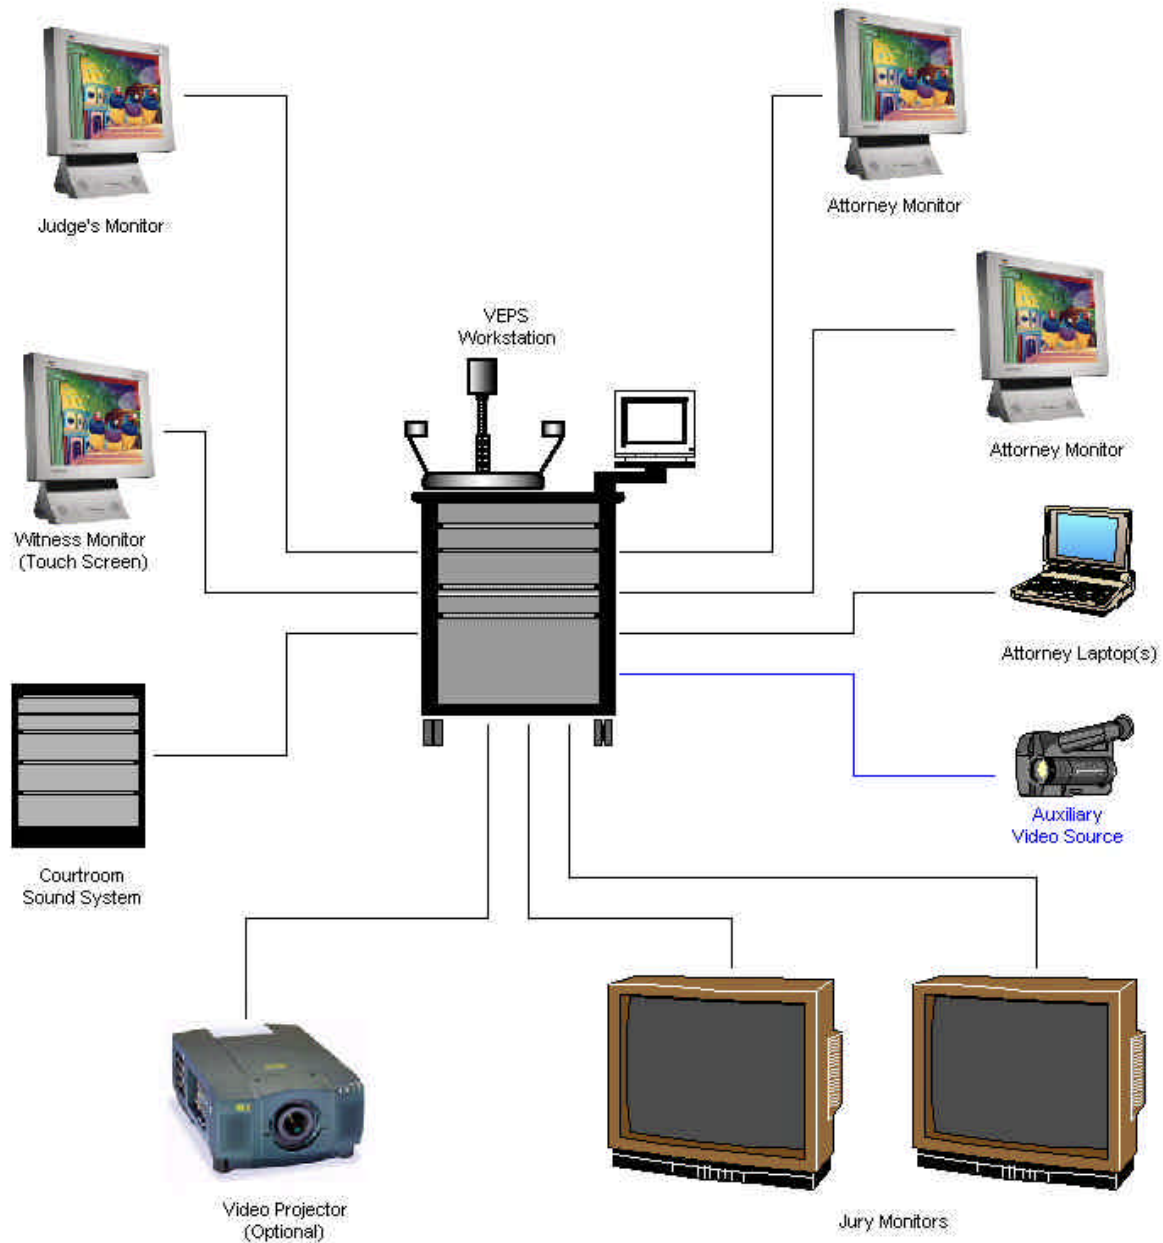 Judge's Monitor
Attorney Monitor
VEPS
Workstation
Attorney Monitor
Witness Monitor
(Touch Screen)
Attorney Laptop(s)
Auxiliary
Video Source
Courtroom
Sound System
Video Projector
(Optional)
Jury Monitors